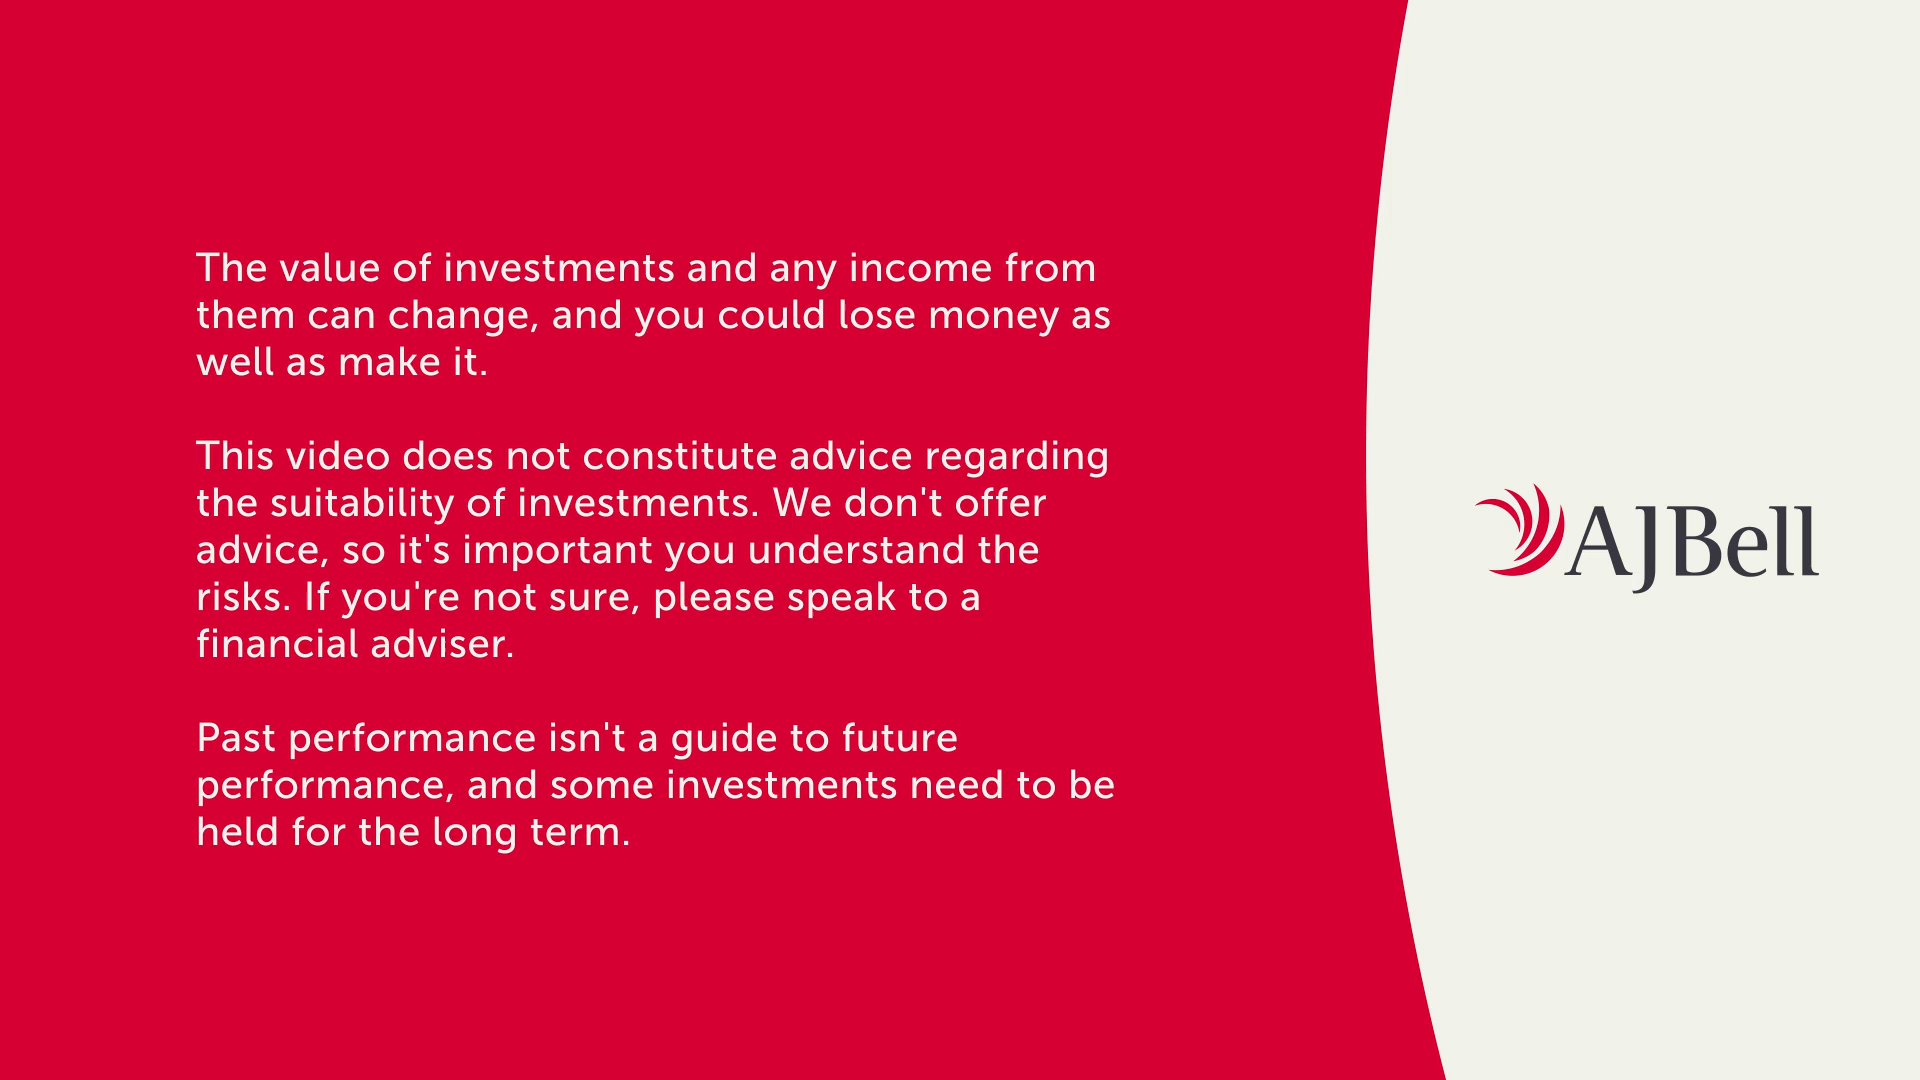 The value of investments and any income from
them can change, and you could lose money as
well as make it.
This video does not constitute advice regarding
the suitability of investments. We don't offer
advice, so it's important you understand the
risks. If you're not sure, please speak to a
financial adviser.
Past performance isn't a guide to future
performance, and some investments need to be
held for the long term.
AJBell